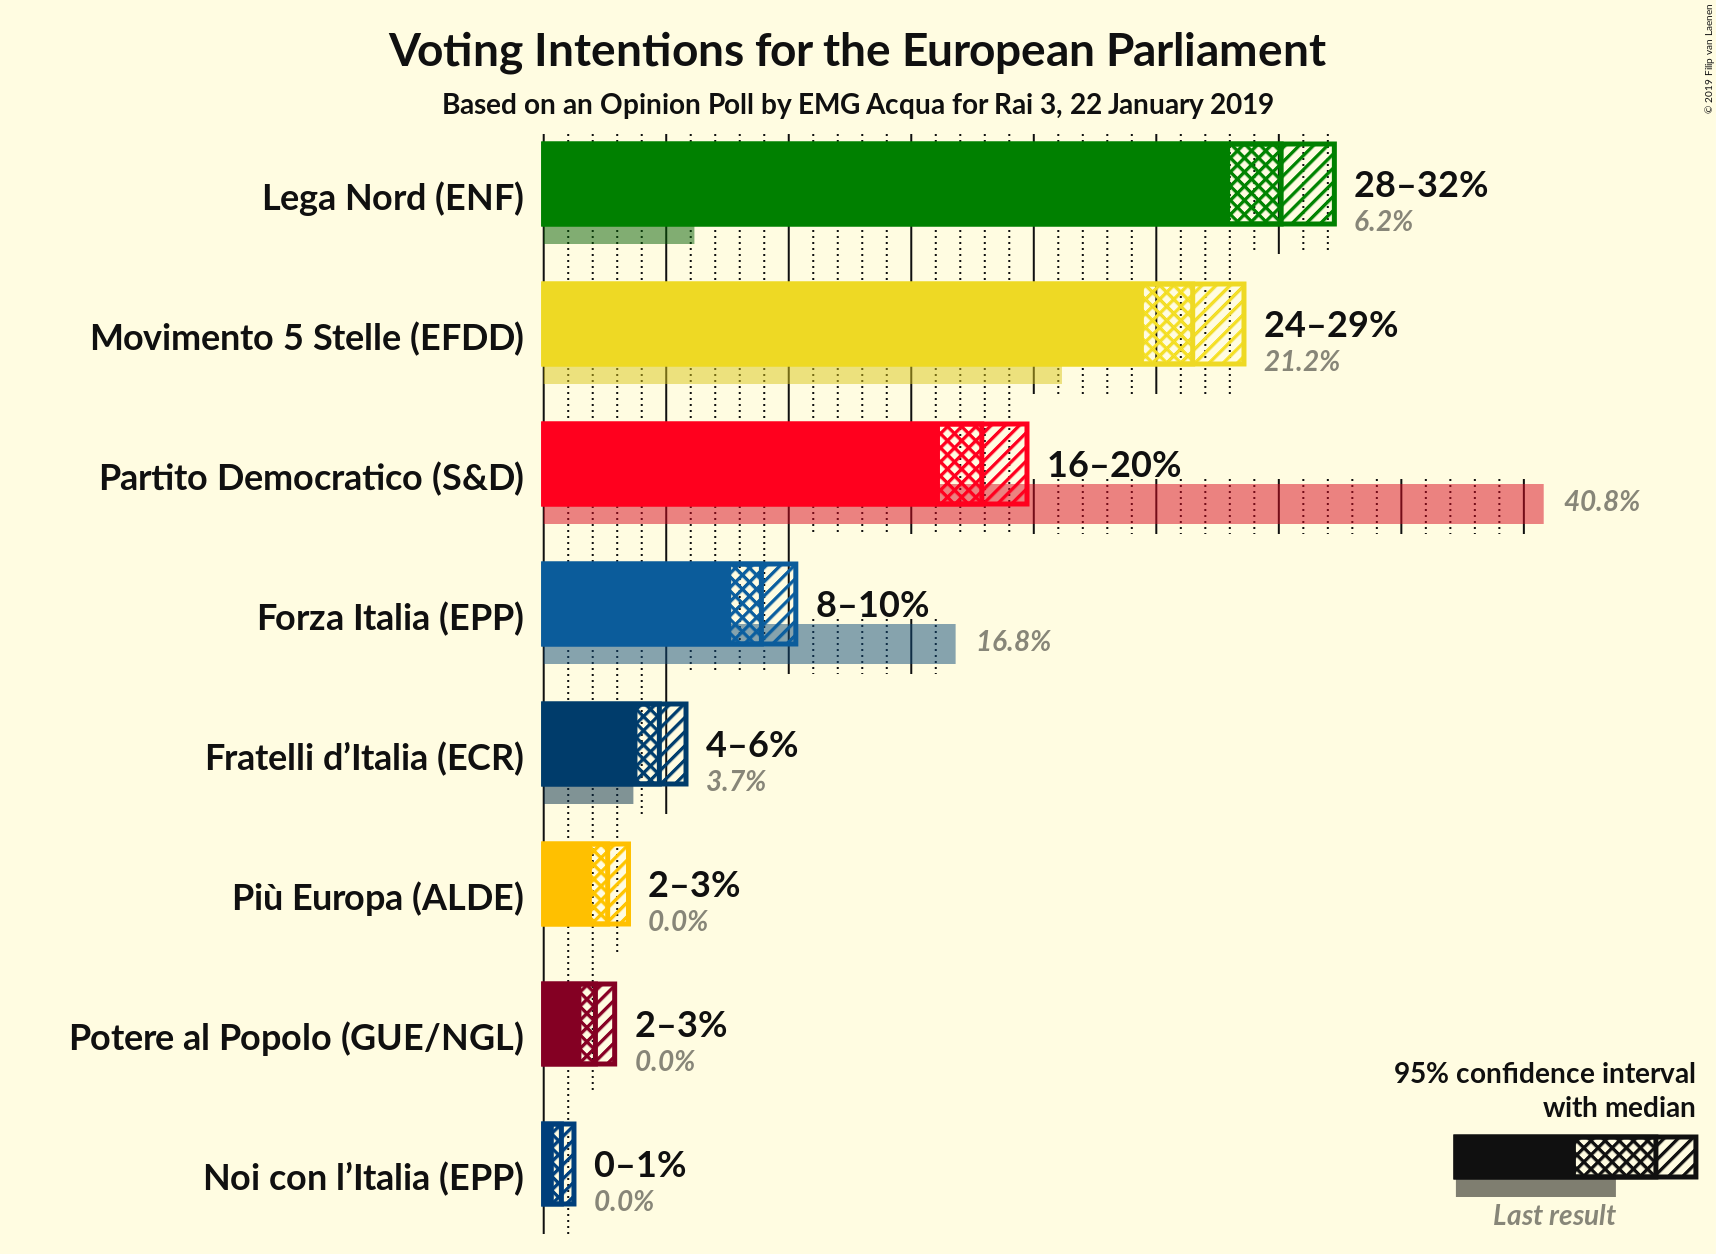 Voting Intentions for the European Parliament
Based on an Opinion Poll by EMG Acqua for Rai 3, 22 January 2019
© 2019 Filip van Laenen
Lega Nord (ENF)
28–32%
6.2%
Movimento 5 Stelle (EFDD)
24–29%
21.2%
Partito Democratico (S&D)
16–20%
40.8%
Forza Italia (EPP)
8–10%
16.8%
Fratelli d’Italia (ECR)
4–6%
3.7%
Più Europa (ALDE)
2–3%
0.0%
Potere al Popolo (GUE/NGL)
2–3%
0.0%
Noi con l’Italia (EPP)
0–1%
0.0%
95% confidence interval
with median
Last result